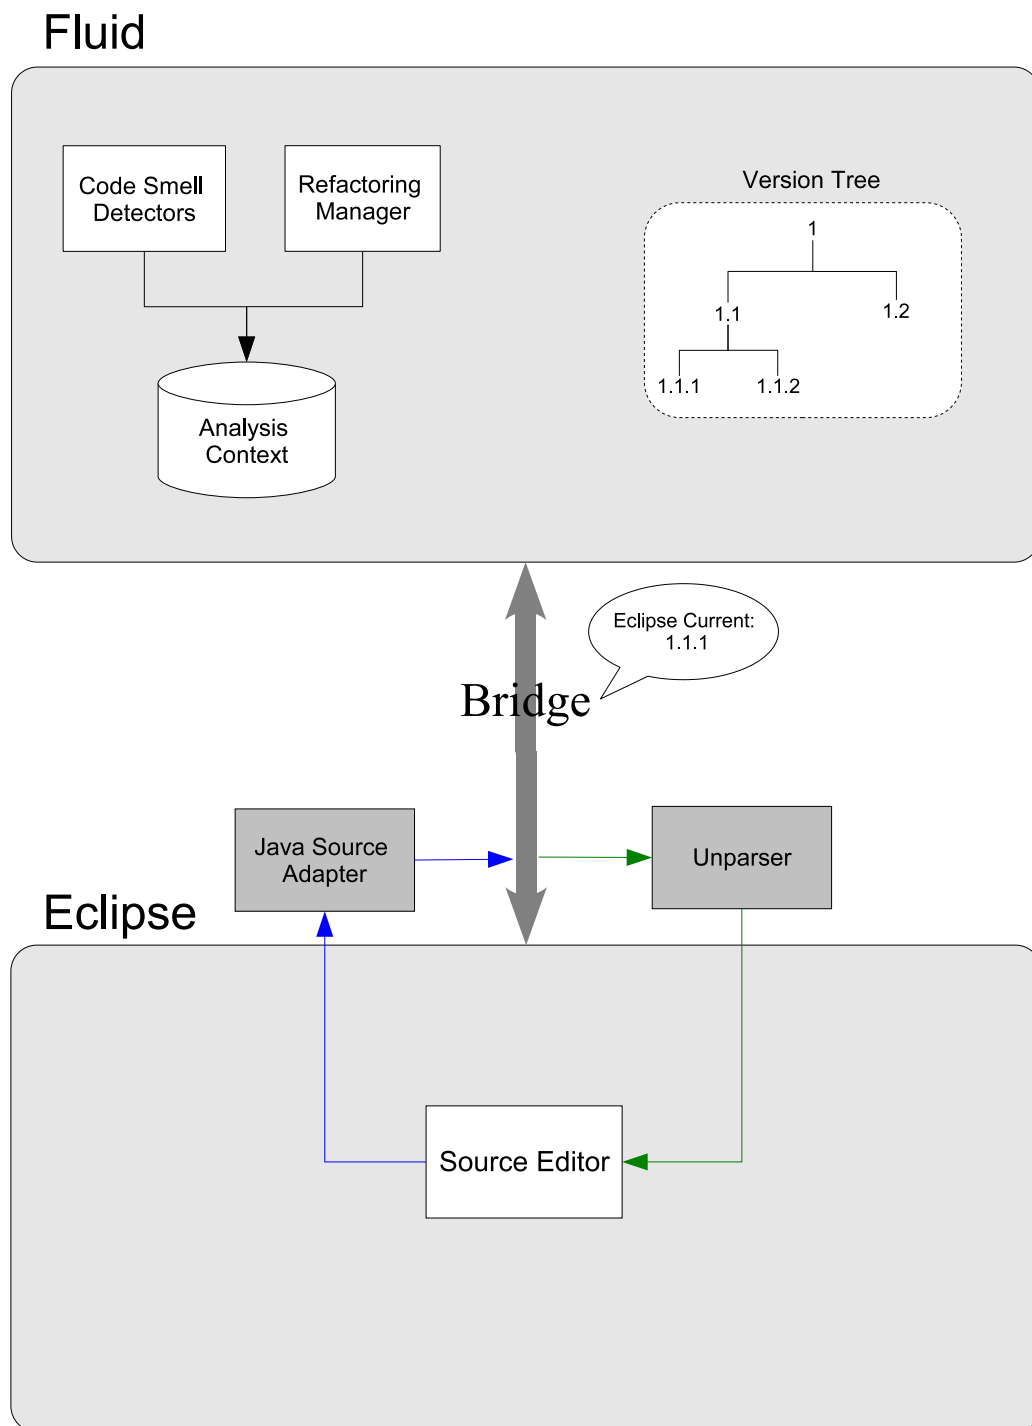 Fluid
Code Smell
Detectors
Refactoring
Manager
Version Tree
1
1.1
1.2
1.1.1
1.1.2
Analysis
Context
Eclipse Current:
1.1.1
Bridge
Java Source
Adapter
Unparser
Eclipse
Source Editor